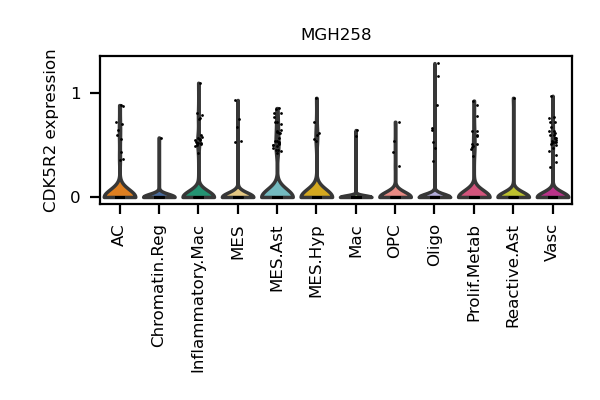 MGH258
CDK5R2 expression
1
0
AC
Chromatin.Reg
Inflammatory.Mac
MES
MES.Ast
MES.Hyp
Mac
OPC
Oligo
Prolif.Metab
Reactive.Ast
Vasc